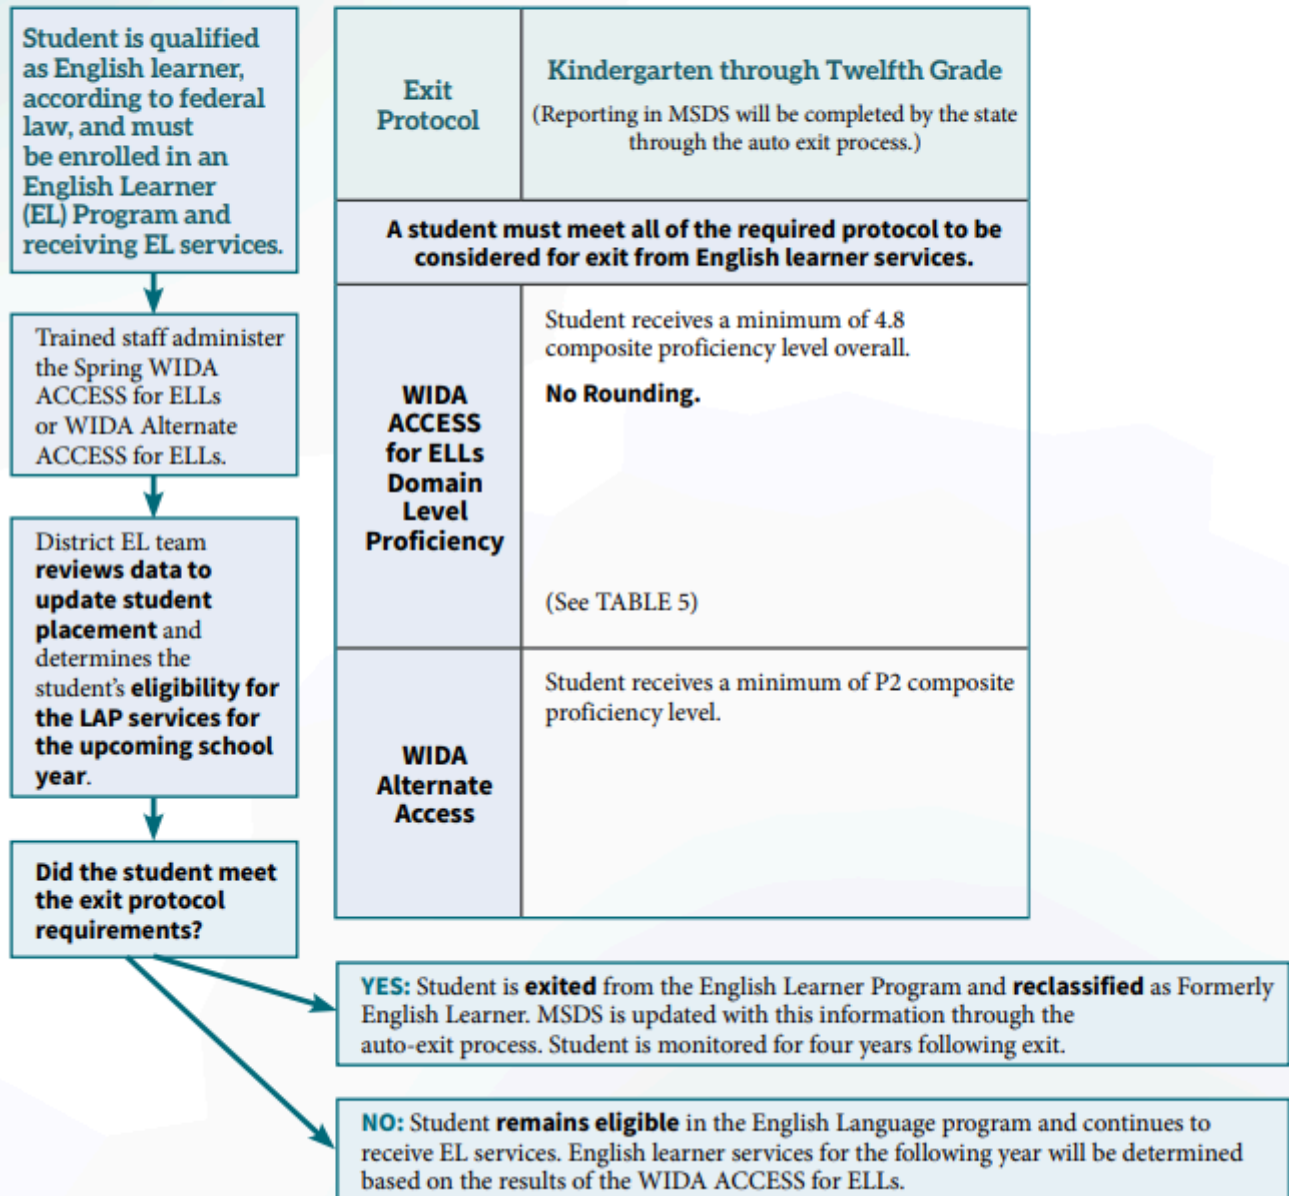 Student is qualified
as English learner,
according to federal
law, and must
be enrolled in an
English Learner
(EL) Program and
receiving EL services.
Trained staff administer
the Spring WIDA
ACCESS for ELLs
or WIDA Alternate
ACCESS for ELLs.
District EL team
reviews data to
update student
placement and
determines the
student's eligibility for
the LAP services for
the upcoming school
year.
Did the student meet
the exit protocol
requirements?
Exit
Protocol
Kindergarten through Twelfth Grade
(Reporting in MSDS will be completed by the state
through the auto exit process.)
A student must meet all of the required protocol to be
considered for exit from English learner services.
WIDA
ACCESS
for ELLs
Domain
Level
Proficiency
Student receives a minimum of 4.8
composite proficiency level overall.
No Rounding.
(See TABLE 5)
WIDA
Alternate
Access
Student receives a minimum of P2 composite
proficiency level.
YES: Student is exited from the English Learner Program and reclassified as Formerly
English Learner. MSDS is updated with this information through the
auto-exit process. Student is monitored for four years following exit.
NO: Student remains eligible in the English Language program and continues to
receive EL services. English learner services for the following year will be determined
based on the results of the WIDA ACCESS for ELLs.